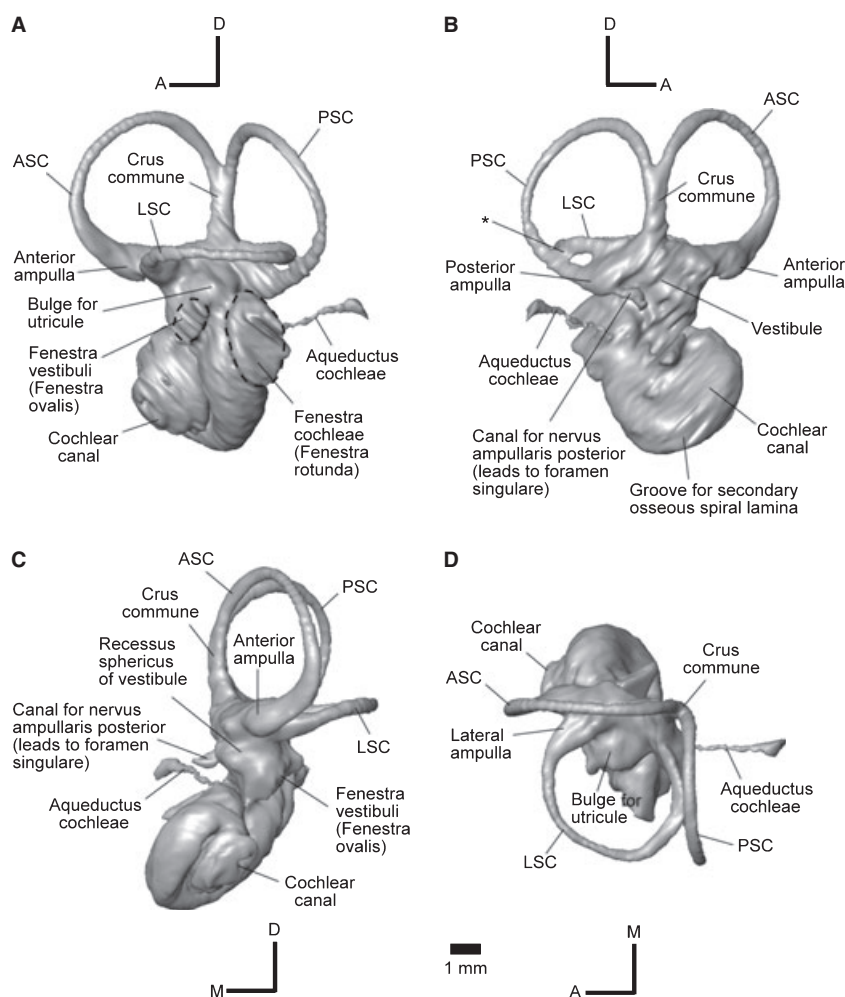 A
D
A
ASC
PSC
Crus
commune
LSC
Anterior
ampulla
Bulge for
utricule
Fenestra
vestibuli
(Fenestra
ovalis)
Cochlear
canal
Aqueductus
cochleae
Fenestra
cochleae
(Fenestra
rotunda)
B
D
A
ASC
PSC
LSC
Crus
commune
*
Posterior
ampulla
Anterior
ampulla
Vestibule
Aqueductus
cochleae
Canal for nervus
ampullaris posterior
(leads to foramen
singulare)
Cochlear
canal
Groove for secondary
osseous spiral lamina
C
ASC
PSC
Crus
commune
Recessus
sphericus
of vestibule
Anterior
ampulla
Canal for nervus
ampullaris posterior
(leads to foramen
singulare)
LSC
Aqueductus
cochleae
Fenestra
vestibuli
(Fenestra
ovalis)
Cochlear
canal
D
M
D
Cochlear
canal
Crus
commune
ASC
Lateral
ampulla
Bulge for
utricule
Aqueductus
cochleae
LSC
PSC
1 mm
M
A